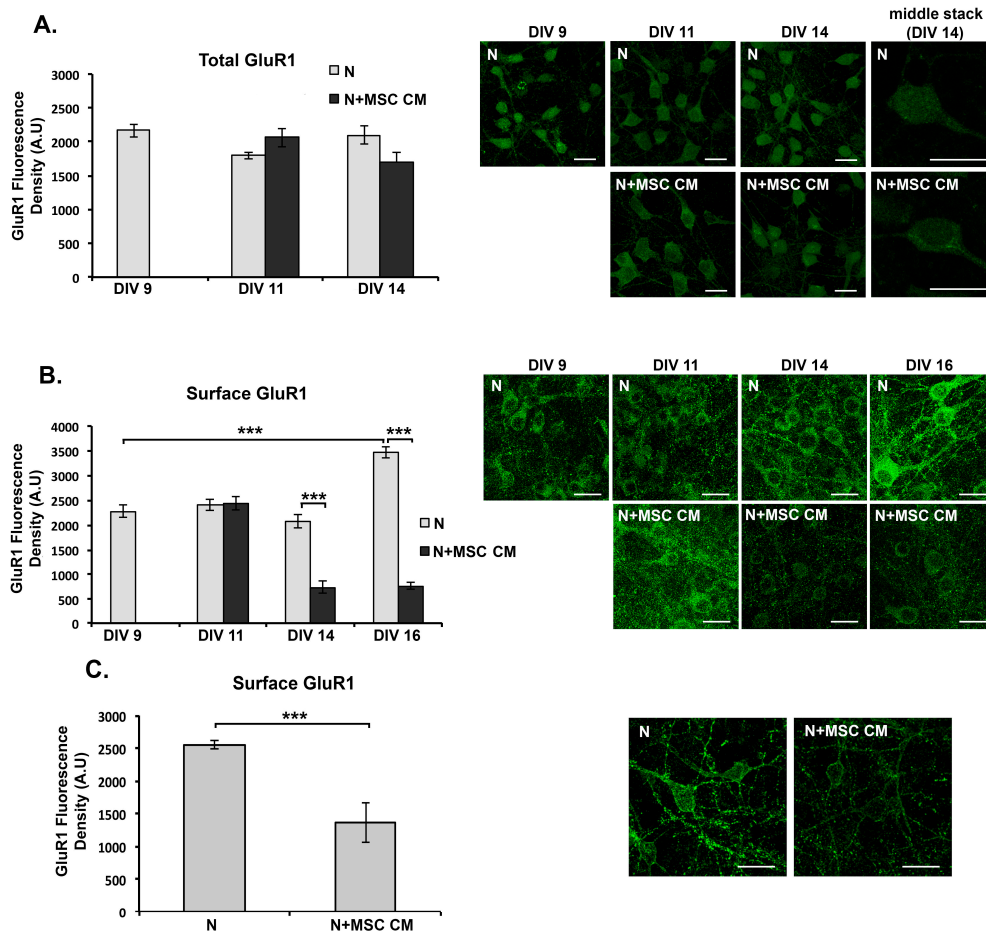 A.
Total GluR1
N
N+MSC CM
GluR1 Fluorescence
Density (A.U)
3000
2500
2000
1500
1000
500
0
DIV 9
DIV 11
DIV 14
DIV 9
DIV 11
DIV 14
middle stack
(DIV 14)
N
N
N
N
N+MSC CM
N+MSC CM
N+MSC CM
B.
Surface GluR1
GluR1 Fluorescence
Density (A.U)
4000
3500
3000
2500
2000
1500
1000
500
0
***
***
***
N
N+MSC CM
DIV 9
DIV 11
DIV 14
DIV 16
DIV 9
DIV 11
DIV 14
DIV 16
N
N
N
N
N+MSC CM
N+MSC CM
N+MSC CM
C.
Surface GluR1
GluR1 Fluorescence
Density (A.U)
3000
2500
2000
1500
1000
500
0
***
N
N+MSC CM
N
N+MSC CM